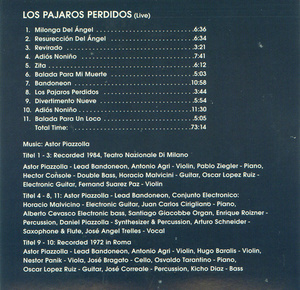 LOS PAJAROS PERDIDOS (Live)
1. Milonga Del Ángel 6:36
2. Resurección Del Ángel 6:34
3. Revirado 3:21
4. Adiós Noniño 7:41
5. Zita 6:12
6. Balada Para Mi Muerte 5:03
7. Bandoneon 10:58
8. Los Pajaros Perdidos 3:44
9. Divertimento Nueve 5:54
10. Adiós Noniño 11:30
11. Balada Para Un Loco 5:05
Total Time: 73:14
Music: Astor Piazzolla
Titel 1 - 3: Recorded 1984, Teatro Nazionale Di Milano
Astor Piazzolla - Lead Bandoneon, Antonio Agri - Violin, Pablo Ziegler - Piano,
Hector Console - Double Bass, Horacio Malvicini - Guitar, Oscar Lopez Ruiz -
Electronic Guitar, Fernand Suarez Paz - Violin
Titel 4 - 8, 11: Astor Piazzolla - Lead Bandoneon, Conjunto Electronico:
Horacio Malvicino - Electronic Guitar, Juan Carlos Cirigliano - Piano,
Alberto Cevasco Electronic bass, Santiago Giacobbe Organ, Enrique Roizner -
Percussion, Daniel Piazzolla - Synthesizer & Percussion, Arturo Schneider -
Saxophone & Flute, José Angel Trelles - Vocal
Titel 9 - 10: Recorded 1972 in Roma
Astor Piazzolla - Lead Bandoneon, Antonio Agri - Violin, Hugo Baralis - Violin,
Nestor Panik - Viola, José Bragato - Cello, Osvaldo Tarantino - Piano,
Oscar Lopez Ruiz - Guitar, José Correale - Percussion, Kicho Diaz - Bass